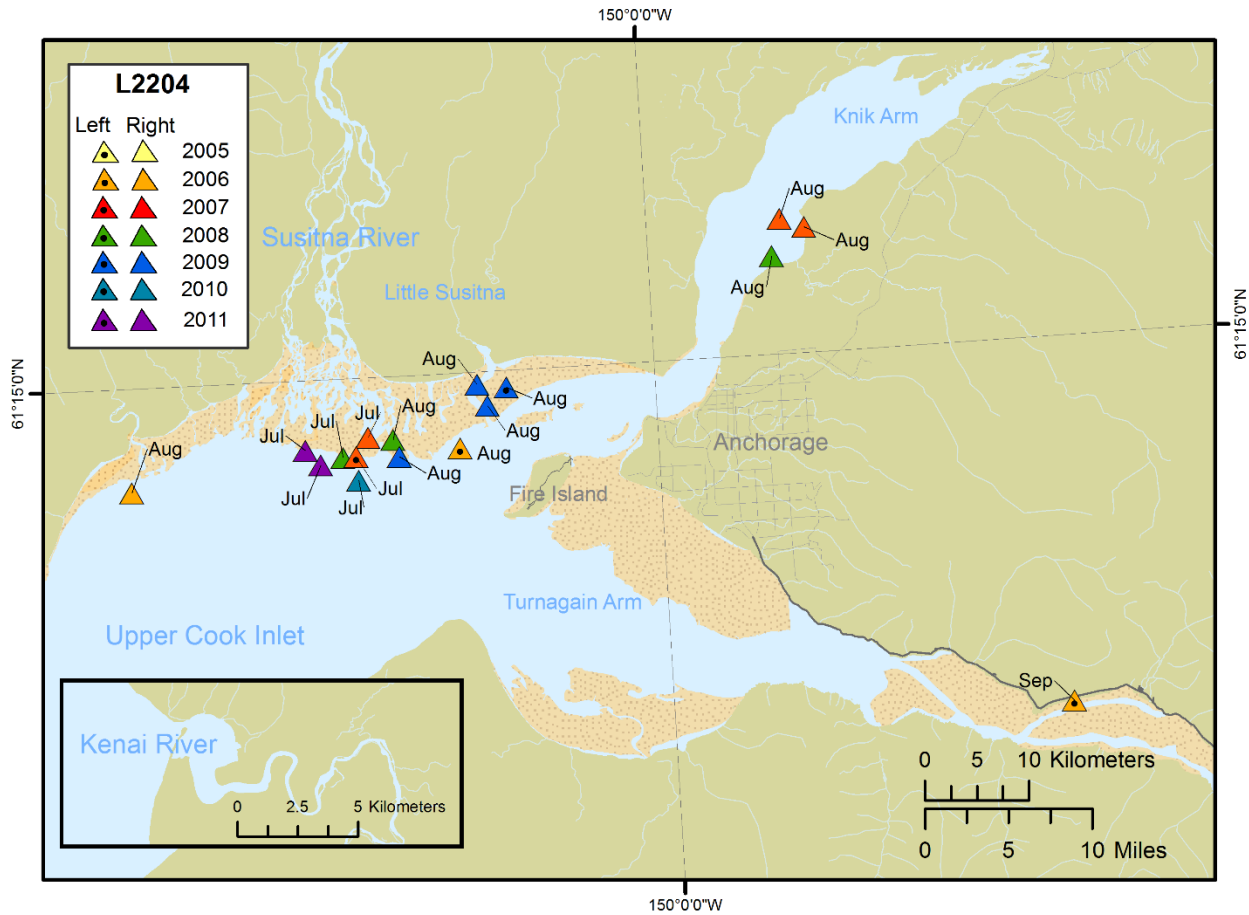 150°0'0"W
L2204
Left Right
2005
2006
2007
2008
2009
2010
2011
Knik Arm
Aug
Aug
Aug
Susitna River
Little Susitna
61°15'0"N
61°15'0"N
Aug
Aug
Aug
Jul
Jul
Aug
Jul
Aug
Aug
Aug
Jul
Jul
Jul
Anchorage
Fire Island
Turnagain Arm
Upper Cook Inlet
Sep
Kenai River
0 2.5 5 Kilometers
0 5 10 Kilometers
0 5 10 Miles
150°0'0"W